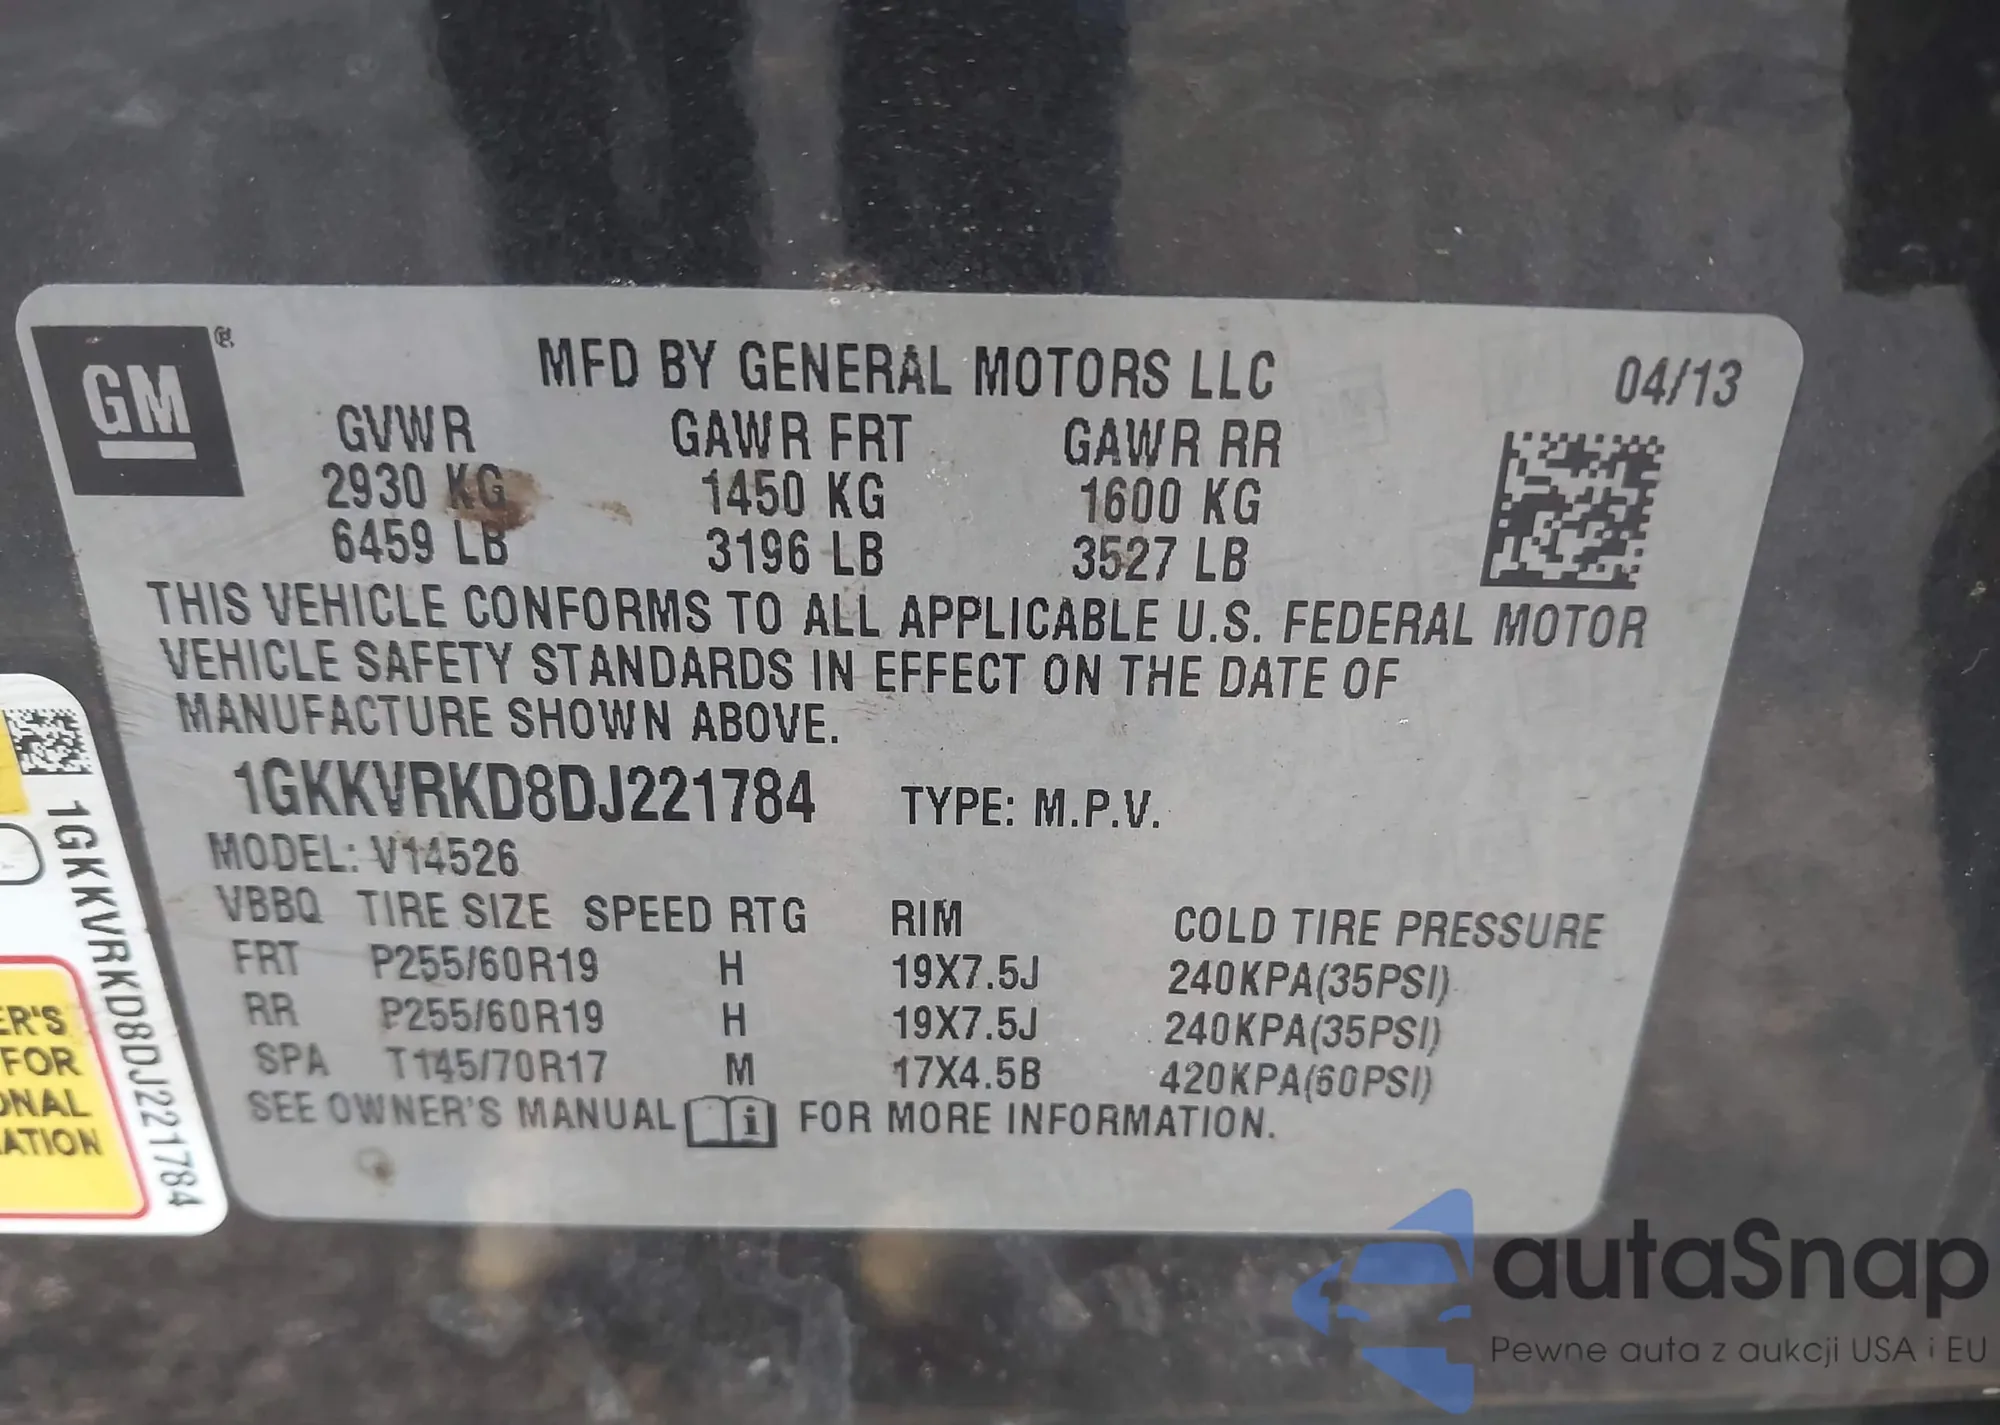 GM ®
MFD BY GENERAL MOTORS LLC 04/13
GVWR GAWR FRT GAWR RR
2930 KG 1450 KG 1600 KG
6459 LB 3196 LB 3527 LB
THIS VEHICLE CONFORMS TO ALL APPLICABLE U.S. FEDERAL MOTOR
VEHICLE SAFETY STANDARDS IN EFFECT ON THE DATE OF
MANUFACTURE SHOWN ABOVE.
1GKKVRKD8DJ221784 TYPE: M.P.V.
MODEL: V14526
VBBQ TIRE SIZE SPEED RTG RIM COLD TIRE PRESSURE
FRT P255/60R19 H 19X7.5J 240KPA(35PSI)
RR P255/60R19 H 19X7.5J 240KPA(35PSI)
SPA T145/70R17 M 17X4.5B 420KPA(60PSI)
SEE OWNER'S MANUAL i FOR MORE INFORMATION.
1GKKVRKD8DJ221784
ER'S
FOR
ONAL
ATION
autaSnap
Pewne auta z aukcji USA i EU